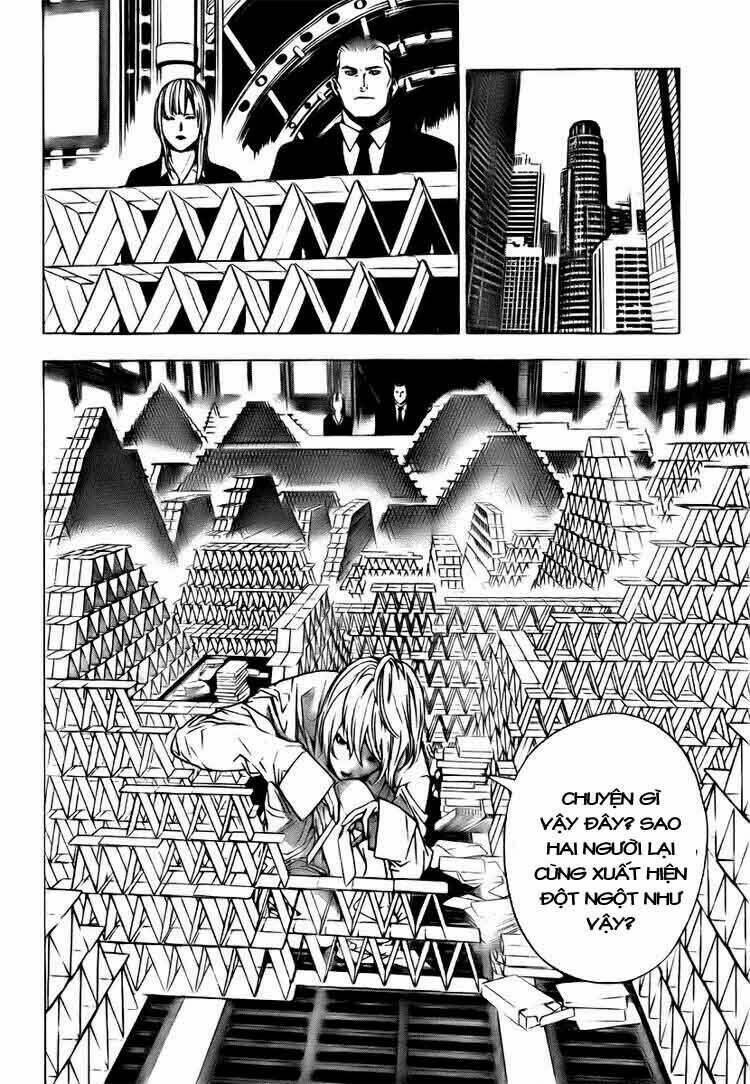 CHUYỆN GÌ
VẬY ĐÂY? SAO
HAI NGƯỜI LẠI
CÙNG XUẤT HIỆN
ĐỘT NGỘT NHƯ
VẬY?